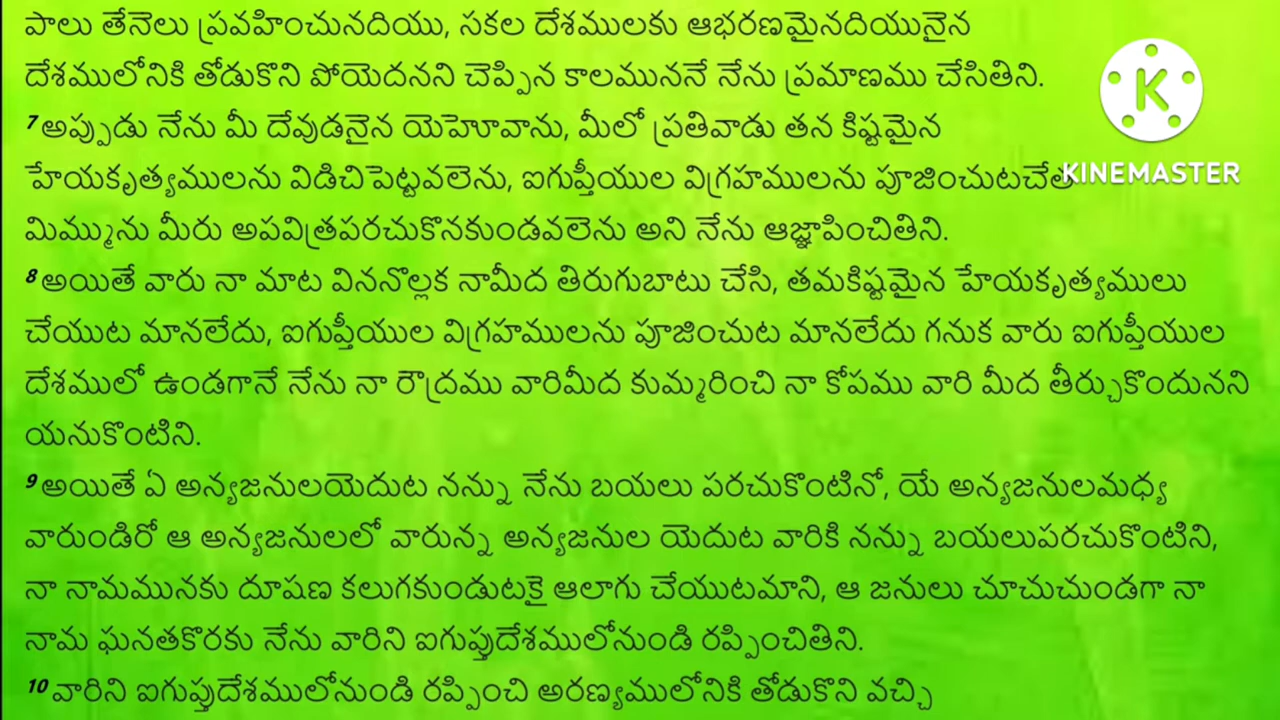 పాలు తేనెలు ప్రవహించునదియు, సకల దేశములకు ఆభరణమైనదియునైన
దేశములోనికి తోడుకొని పోయెదనని చెప్పిన కాలముననే నేను ప్రమాణము చేసితిని.
7 అప్పుడు నేను మీ దేవుడనైన యెహోవాను, మీలో ప్రతివాడు తన కిష్టమైన
హేయకృత్యములను విడిచిపెట్టవలెను, ఐగుప్తీయుల విగ్రహములను పూజించుటచేత
మిమ్మును మీరు అపవిత్రపరచుకొనకుండవలెను అని నేను ఆజ్ఞాపించితిని.
8 అయితే వారు నా మాట విననొల్లక నామీద తిరుగుబాటు చేసి, తమకిష్టమైన హేయకృత్యములు
చేయుట మానలేదు, ఐగుప్తీయుల విగ్రహములను పూజించుట మానలేదు గనుక వారు ఐగుప్తీయుల
దేశములో ఉండగానే నేను నా రౌద్రము వారిమీద కుమ్మరించి నా కోపము వారి మీద తీర్చుకొందునని
యనుకొంటిని.
9 అయితే ఏ అన్యజనులయెదుట నన్ను నేను బయలు పరచుకొంటినో, యే అన్యజనులమధ్య
వారుండిరో ఆ అన్యజనులలో వారున్న అన్యజనుల యెదుట వారికి నన్ను బయలుపరచుకొంటిని,
నా నామమునకు దూషణ కలుగకుండుటకై ఆలాగు చేయుటమాని, ఆ జనులు చూచుచుండగా నా
నామ ఘనతకొరకు నేను వారిని ఐగుప్తుదేశములోనుండి రప్పించితిని.
10 వారిని ఐగుప్తుదేశములోనుండి రప్పించి అరణ్యములోనికి తోడుకొని వచ్చి
K
KINEMASTER